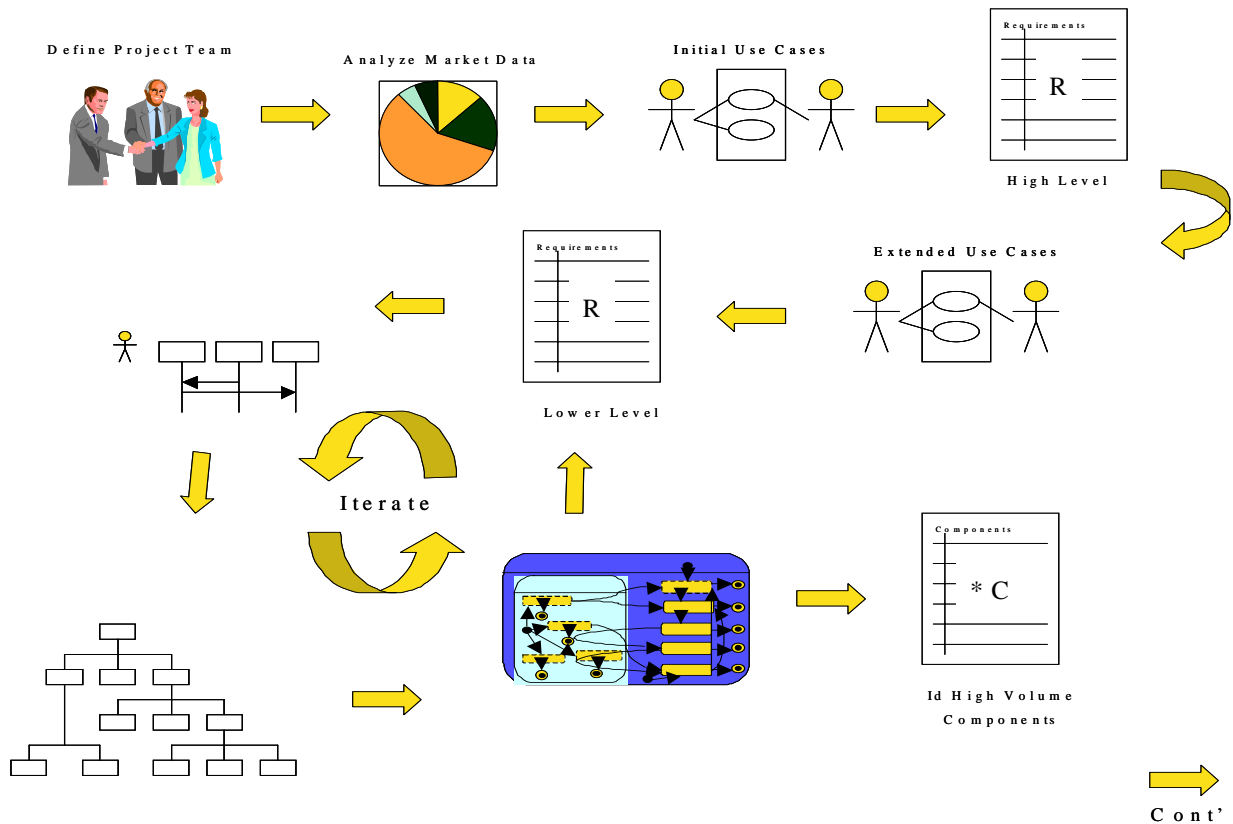 Define Project Team
Analyze Market Data
Initial Use Cases
Requirements
R
High Level
Extended Use Cases
Requirements
R
Lower Level
Iterate
Components
* C
Id High Volume
Components
Cont'